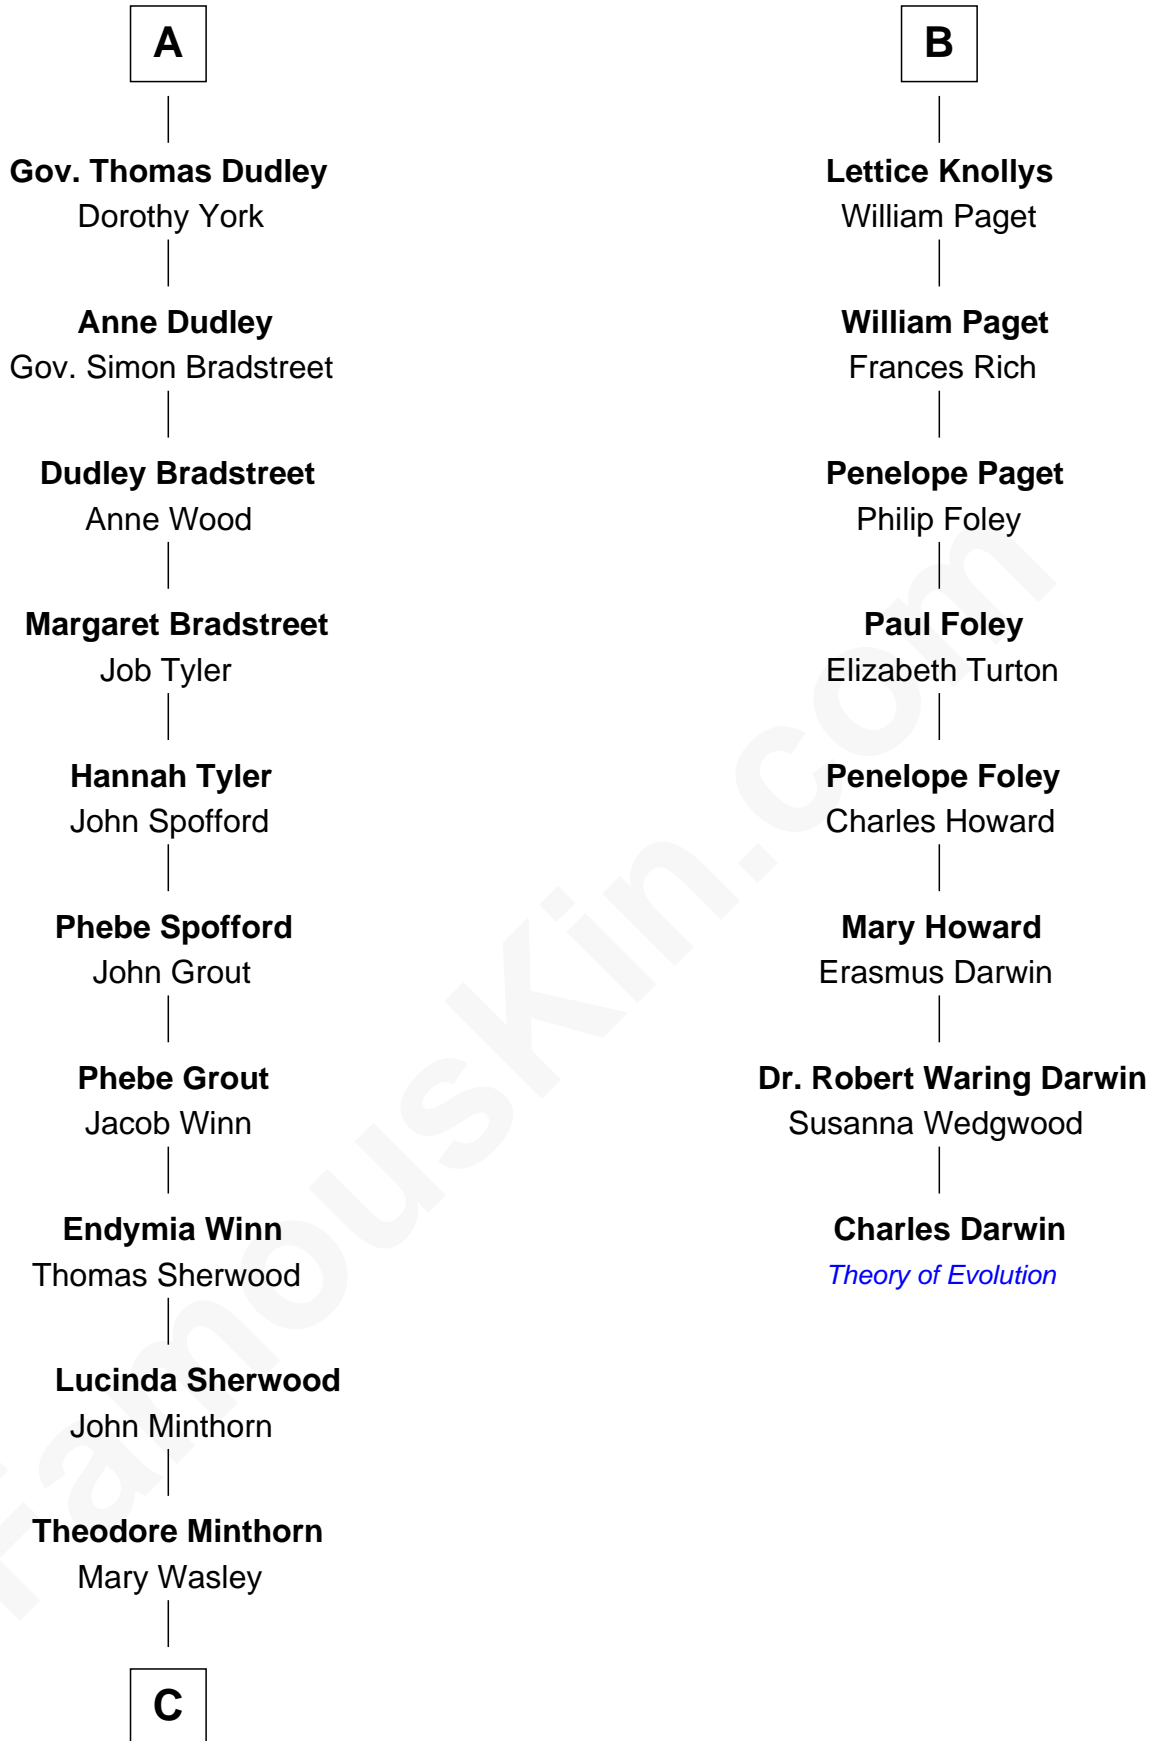 A
Gov. Thomas Dudley
Dorothy York
Anne Dudley
Gov. Simon Bradstreet
Dudley Bradstreet
Anne Wood
Margaret Bradstreet
Job Tyler
Hannah Tyler
John Spofford
Phebe Spofford
John Grout
Phebe Grout
Jacob Winn
Endymia Winn
Thomas Sherwood
Lucinda Sherwood
John Minthorn
Theodore Minthorn
Mary Wasley
C
B
Lettice Knollys
William Paget
William Paget
Frances Rich
Penelope Paget
Philip Foley
Paul Foley
Elizabeth Turton
Penelope Foley
Charles Howard
Mary Howard
Erasmus Darwin
Dr. Robert Waring Darwin
Susanna Wedgwood
Charles Darwin
Theory of Evolution
FamousKin.com